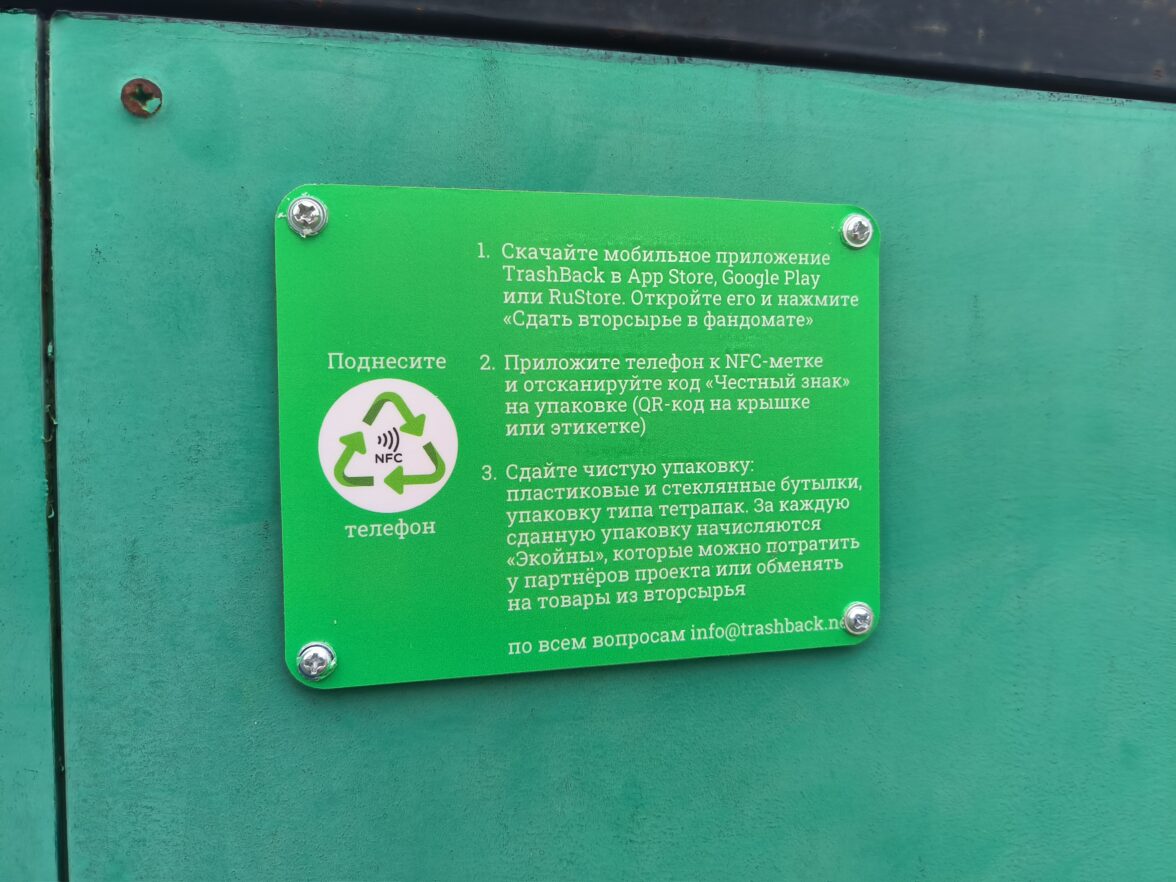 Поднесите
NFC
телефон
1. Скачайте мобильное приложение
TrashBack в App Store, Google Play
или RuStore. Откройте его и нажмите
«Сдать вторсырье в фандомате»
2. Приложите телефон к NFC-метке
и отсканируйте код «Честный знак»
на упаковке (QR-код на крышке
или этикетке)
3. Сдайте чистую упаковку:
пластиковые и стеклянные бутылки,
упаковку типа тетрапак. За каждую
сданную упаковку начисляются
«Экойны», которые можно потратить
у партнёров проекта или обменять
на товары из вторсырья
по всем вопросам